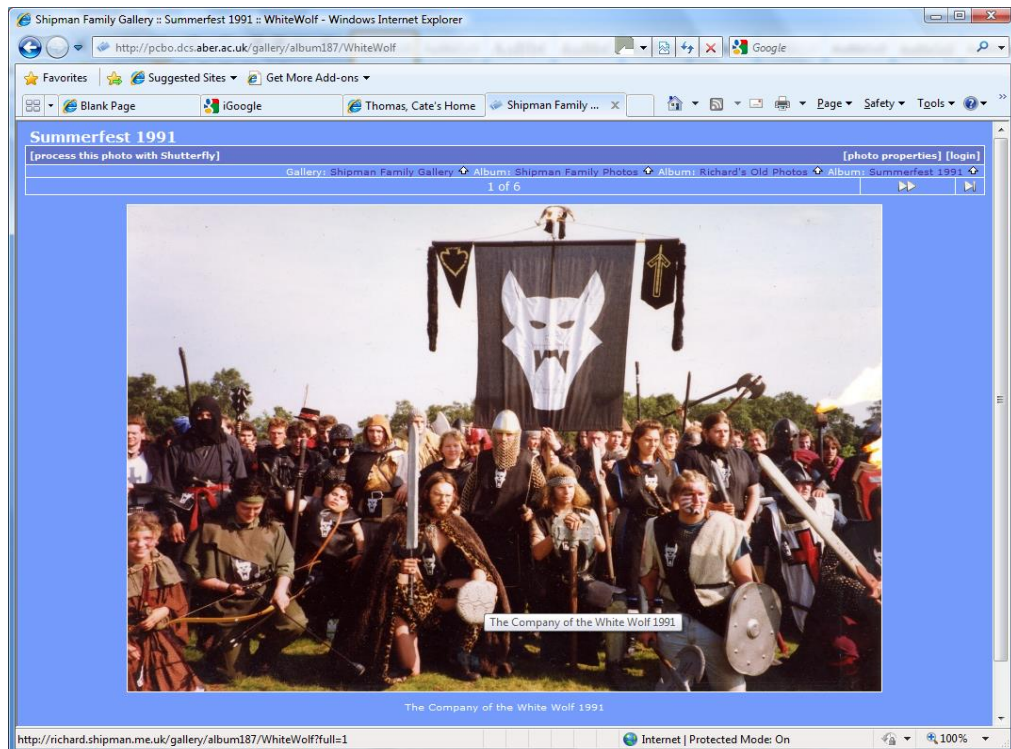 Shipman Family Gallery :: Summerfest 1991 :: WhiteWolf - Windows Internet Explorer
http://pcbo.dcs.aber.ac.uk/gallery/album187/WhiteWolf
Google
Favorites Suggested Sites Get More Add-ons
Blank Page iGoogle Thomas, Cate's Home Shipman Family ... Page Safety Tools
Summerfest 1991
[process this photo with Shutterfly] [photo properties] [login]
Gallery: Shipman Family Gallery Album: Shipman Family Photos Album: Richard's Old Photos Album: Summerfest 1991
1 of 6
The Company of the White Wolf 1991
The Company of the White Wolf 1991
http://richard.shipman.me.uk/gallery/album187/WhiteWolf?full=1 Internet | Protected Mode: On 100%